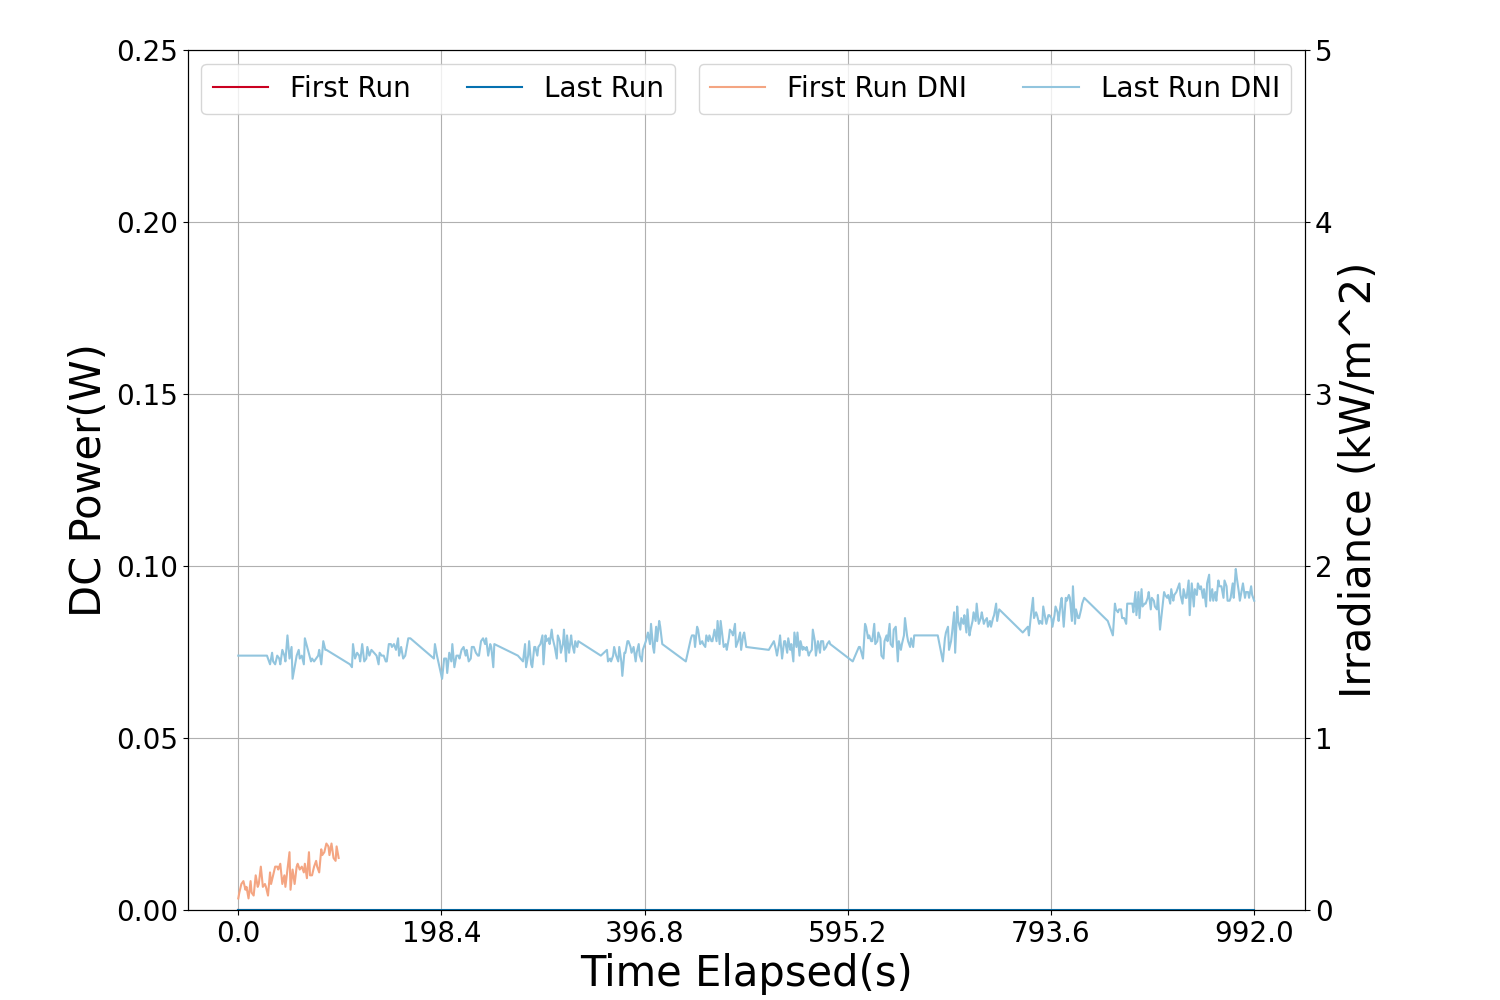 First Run
Last Run
First Run DNI
Last Run DNI
DC Power(W)
0.25
0.20
0.15
0.10
0.05
0.00
5
4
3
2
1
0
Irradiance (kW/m^2)
0.0 198.4 396.8 595.2 793.6 992.0
Time Elapsed(s)